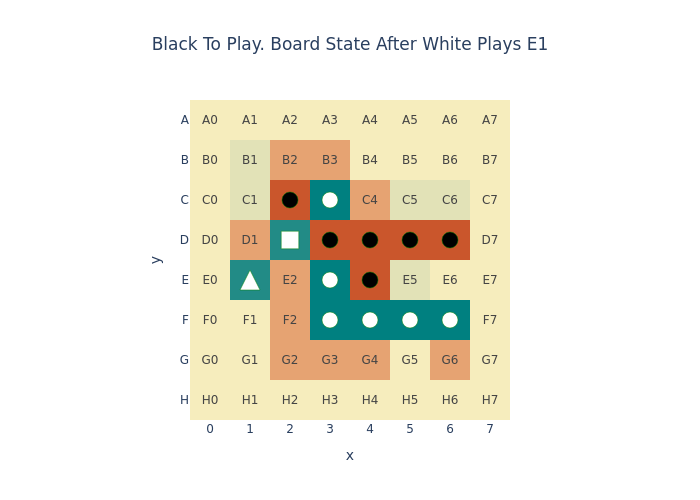 Black To Play. Board State After White Plays E1
A A0 A1 A2 A3 A4 A5 A6 A7
B B0 B1 B2 B3 B4 B5 B6 B7
C C0 C1 C4 C5 C6 C7
D D0 D1 D7
E E0 E2 E5 E6 E7
F F0 F1 F2 F7
G G0 G1 G2 G3 G4 G5 G6 G7
H H0 H1 H2 H3 H4 H5 H6 H7
0 1 2 3 4 5 6 7
x
y